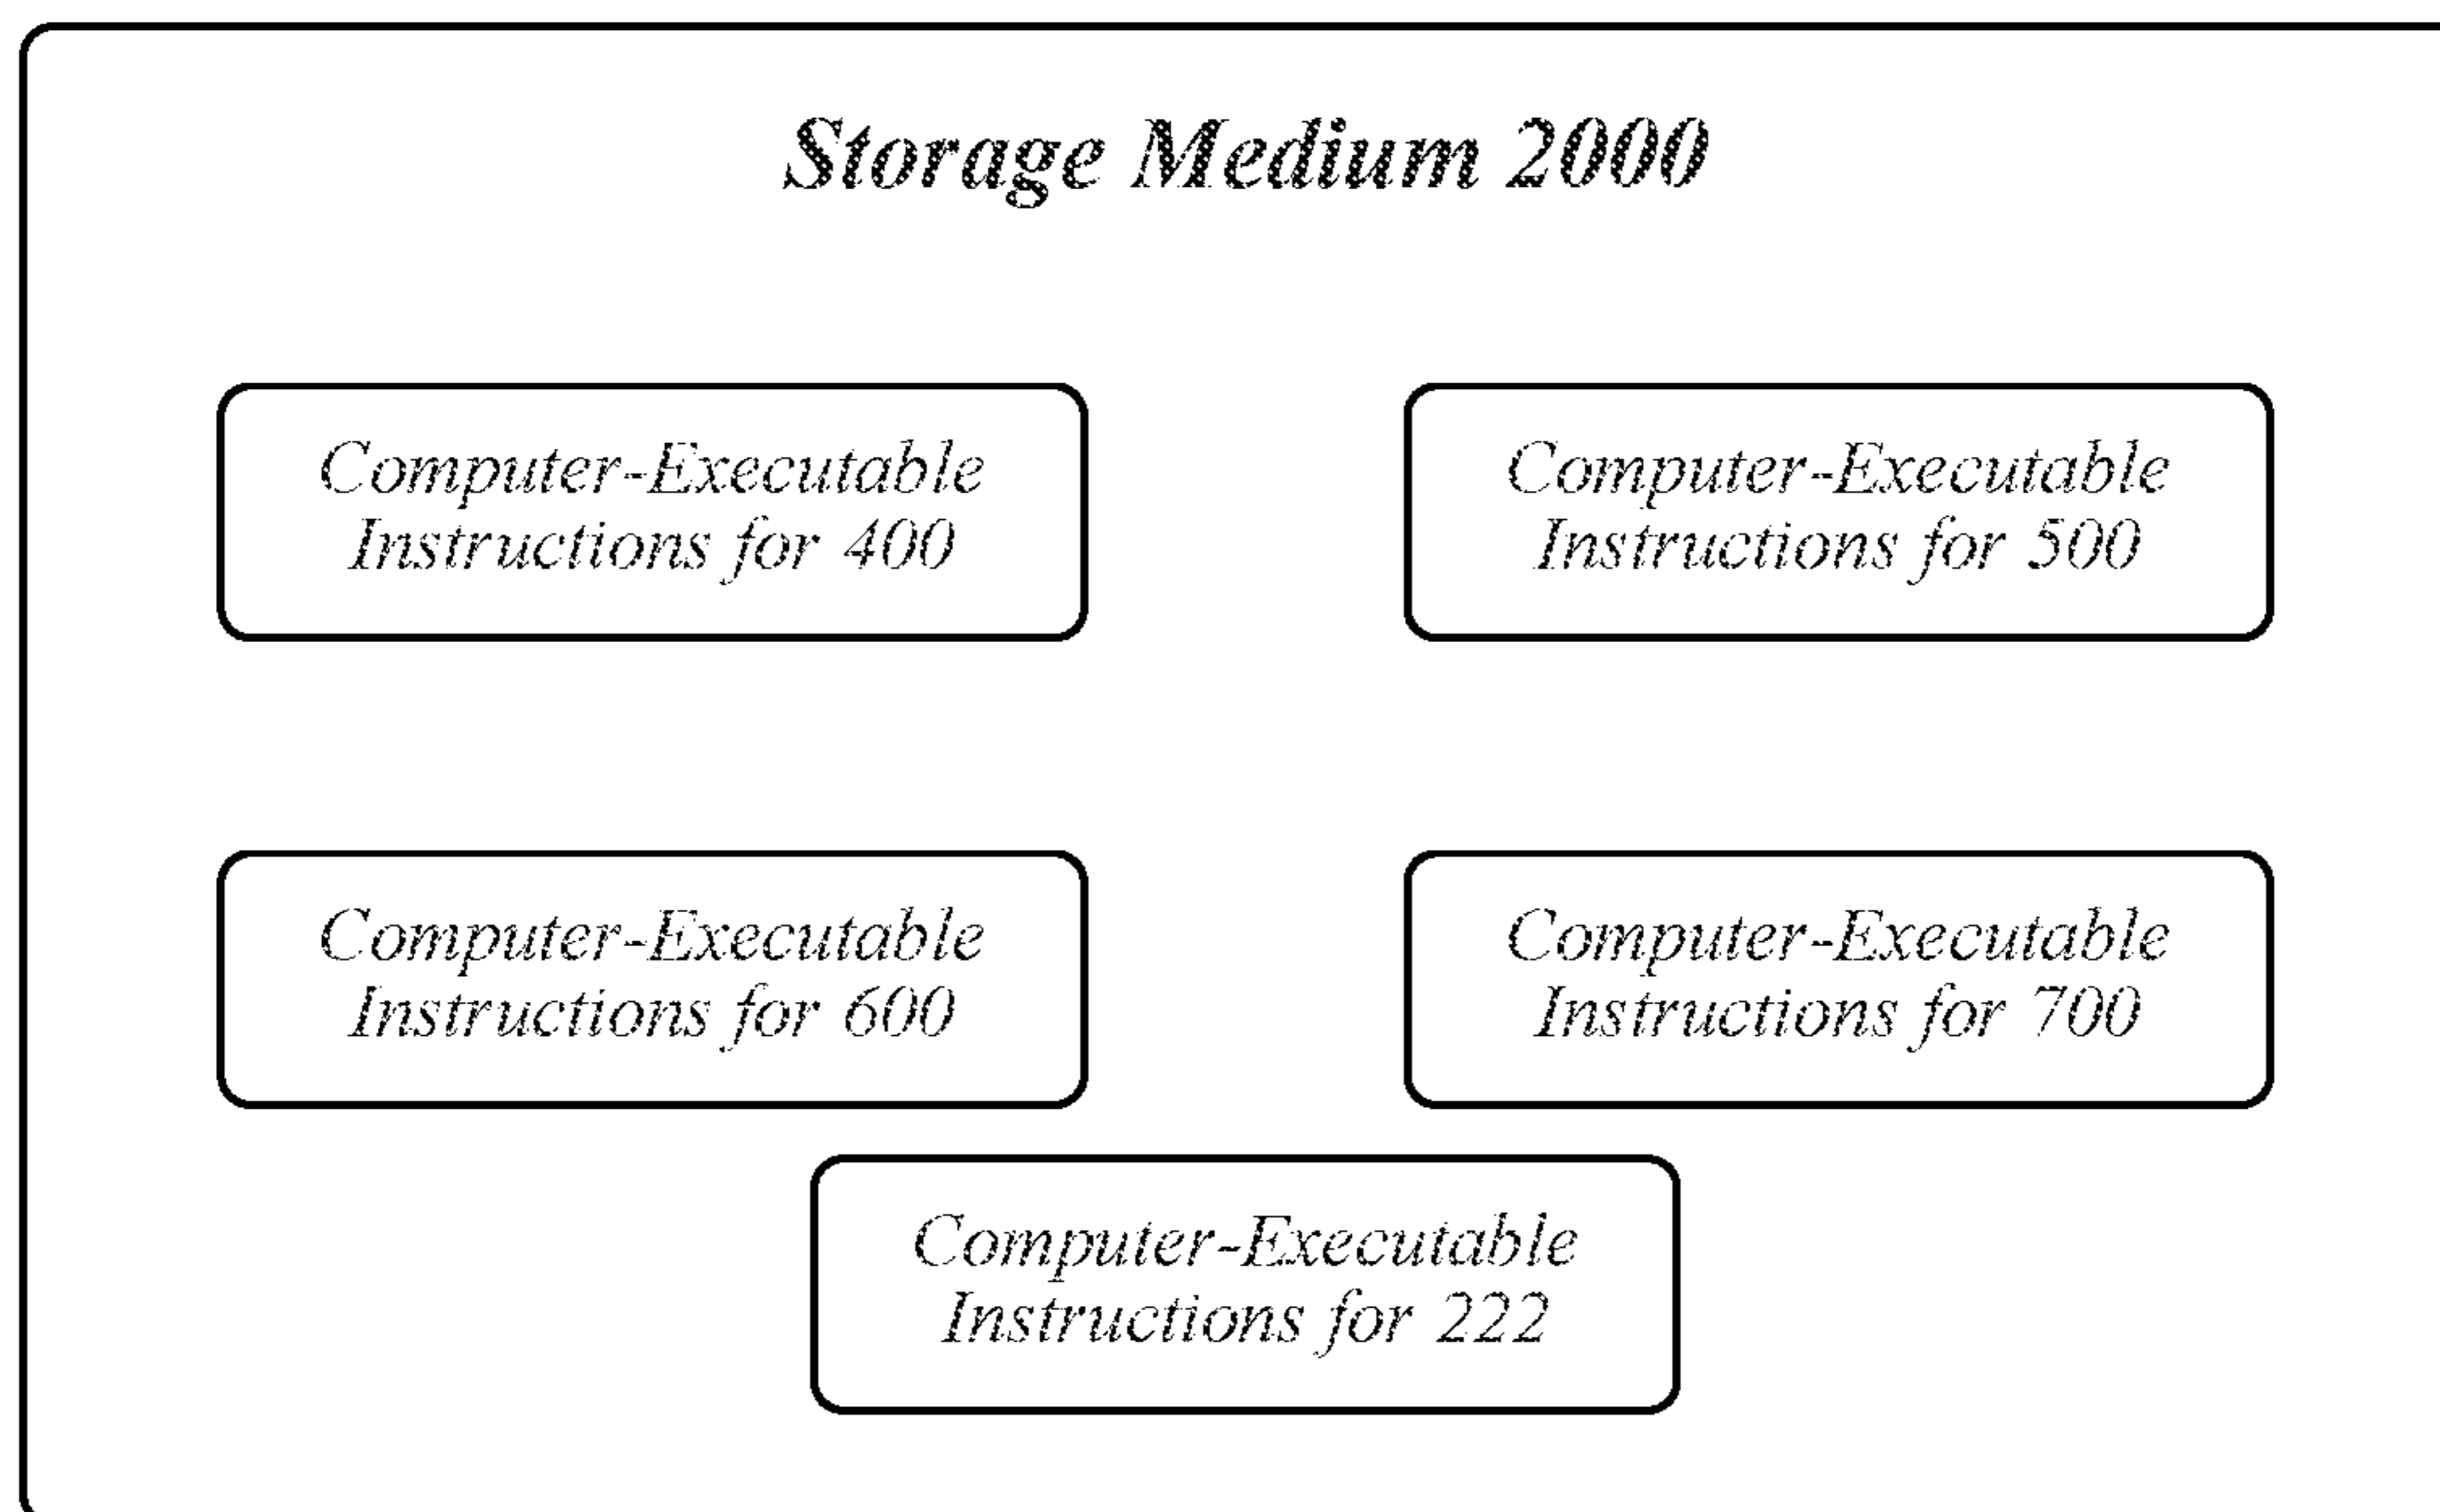 Storage Medium 2000
Computer-Executable
Instructions for 400
Computer-Executable
Instructions for 500
Computer-Executable
Instructions for 600
Computer-Executable
Instructions for 700
Computer-Executable
Instructions for 222